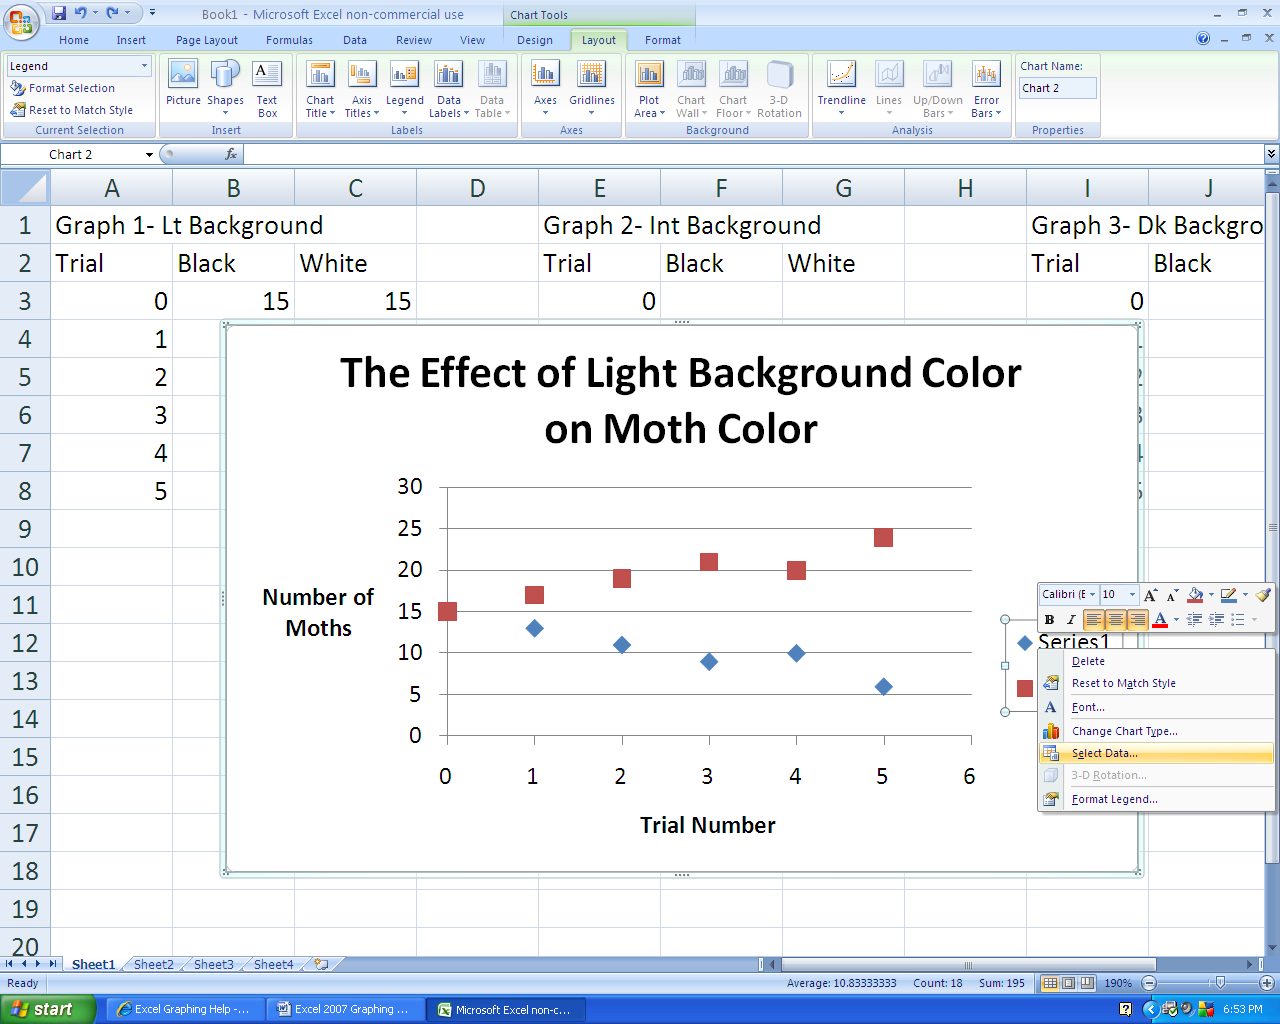 Book1 - Microsoft Excel non-commercial use
Chart Tools
Home Insert Page Layout Formulas Data Review View Design Layout Format
Legend
Format Selection
Reset to Match Style
Current Selection
Picture Shapes Text Box
Insert
Chart Title Axis Titles Legend Data Labels Data Table
Labels
Axes Gridlines
Axes
Plot Area Chart Wall Chart Floor 3-D Rotation
Background
Trendline Lines Up/Down Bars Error Bars
Analysis
Chart Name:
Chart 2
Properties
Chart 2 fx
A B C D E F G H I J
1 Graph 1- Lt Background Graph 2- Int Background Graph 3- Dk Backgro
2 Trial Black White Trial Black White Trial Black
3 0 15 15 0 0
4 1
5 2
6 3
7 4
8 5
9
10
11
12
13
14
15
16
17
18
19
20
The Effect of Light Background Color
on Moth Color
30
25
20
15
10
5
0
Number of
Moths
0 1 2 3 4 5 6
Trial Number
Calibri (E 10 A A
B I A
Series1
Delete
Reset to Match Style
Font...
Change Chart Type...
Select Data...
3-D Rotation...
Format Legend...
Sheet1 Sheet2 Sheet3 Sheet4
Ready Average: 10.83333333 Count: 18 Sum: 195 190%
start Excel Graphing Help -... Excel 2007 Graphing ... Microsoft Excel non-c... 6:53 PM